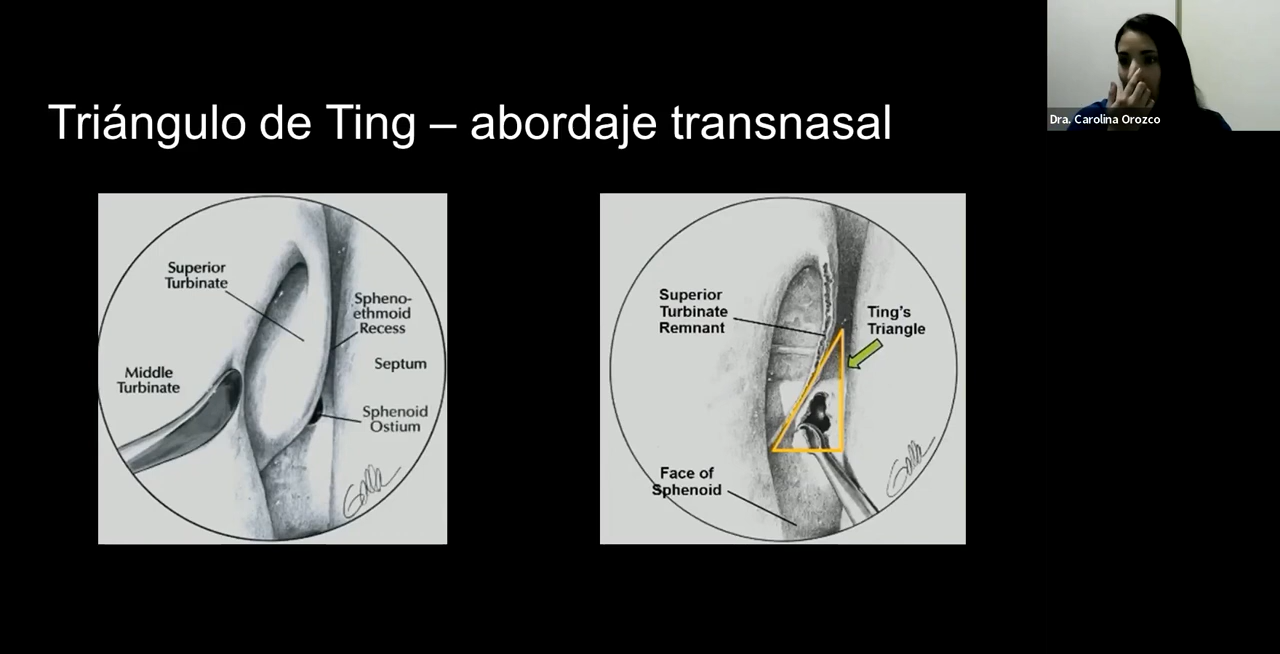 Triángulo de Ting – abordaje transnasal
Dra. Carolina Orozco
Superior
Turbinate
Spheno-
ethmoid
Recess
Septum
Middle
Turbinate
Sphenoid
Ostium
Superior
Turbinate
Remnant
Ting's
Triangle
Face of
Sphenoid